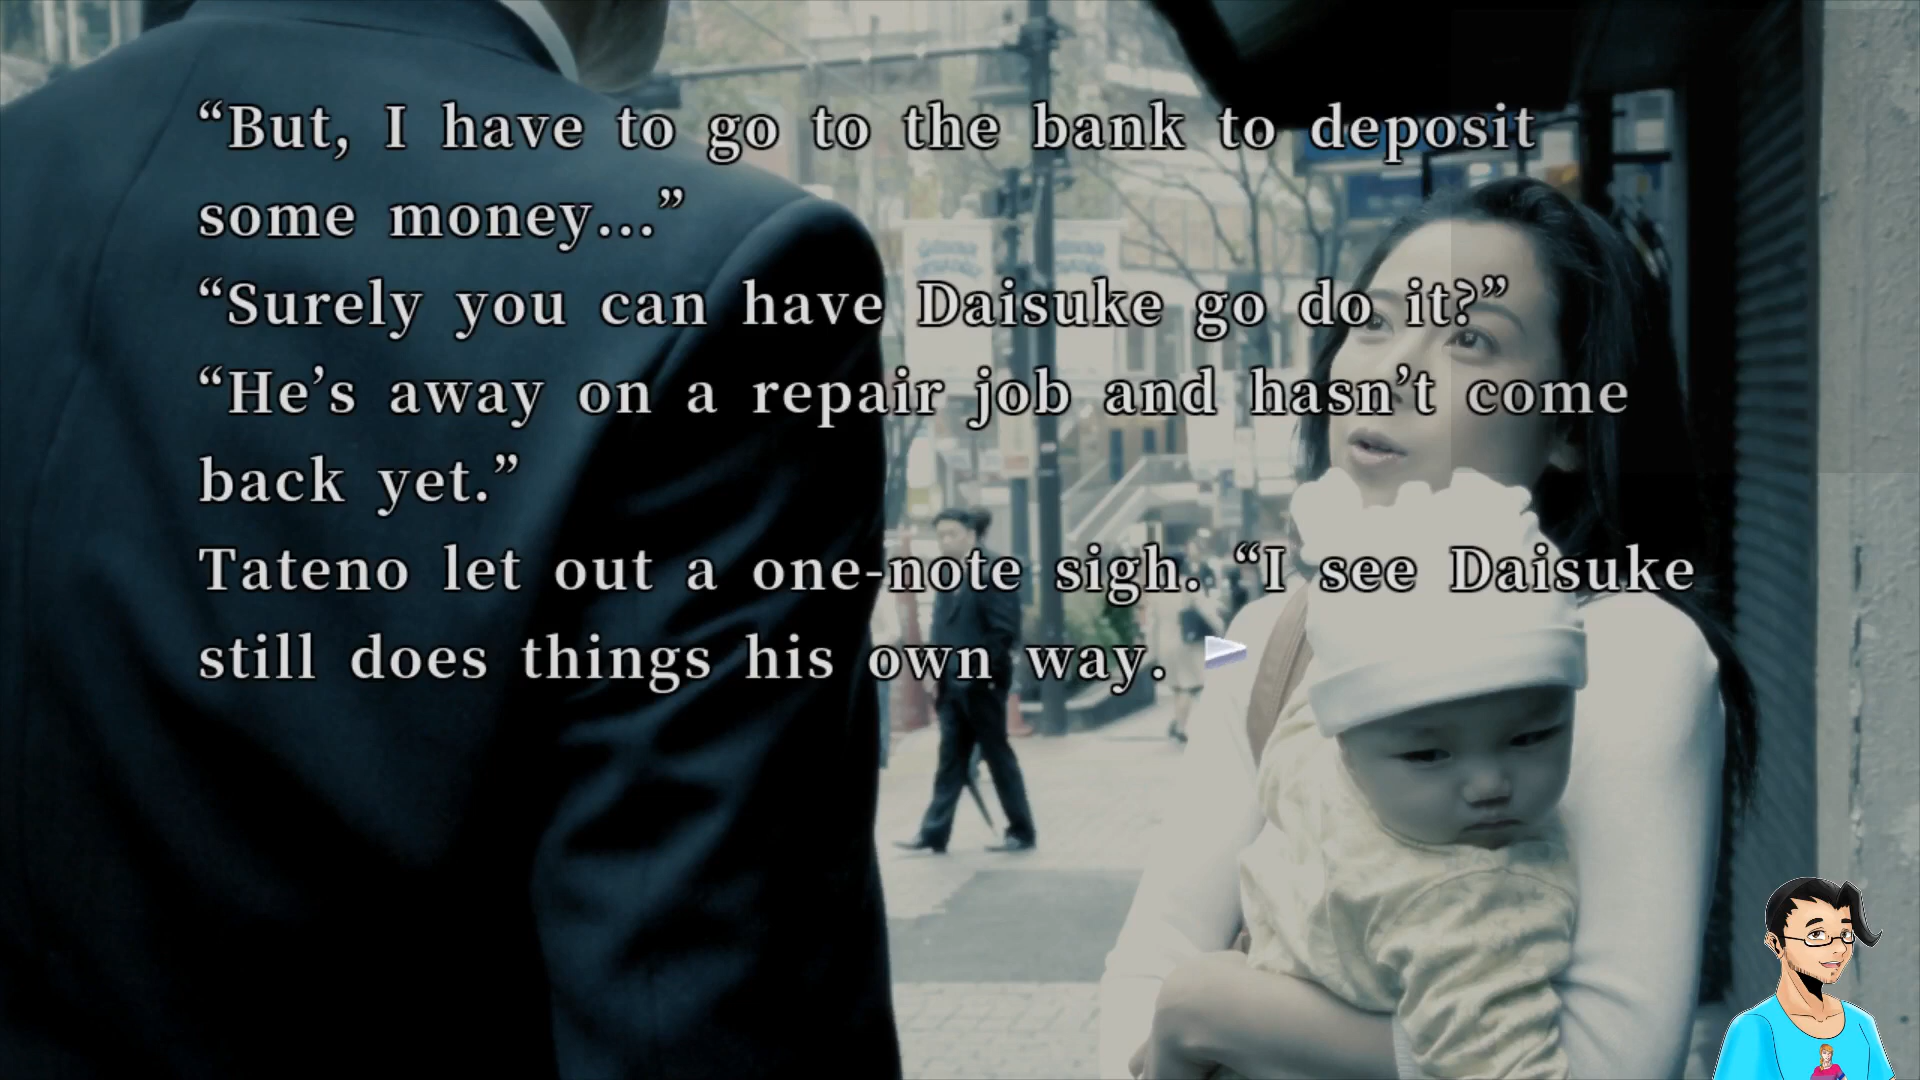 “But, I have to go to the bank to deposit
some money...”
“Surely you can have Daisuke go do it?”
“He’s away on a repair job and hasn’t come
back yet.”
Tateno let out a one-note sigh. “I see Daisuke
still does things his own way.